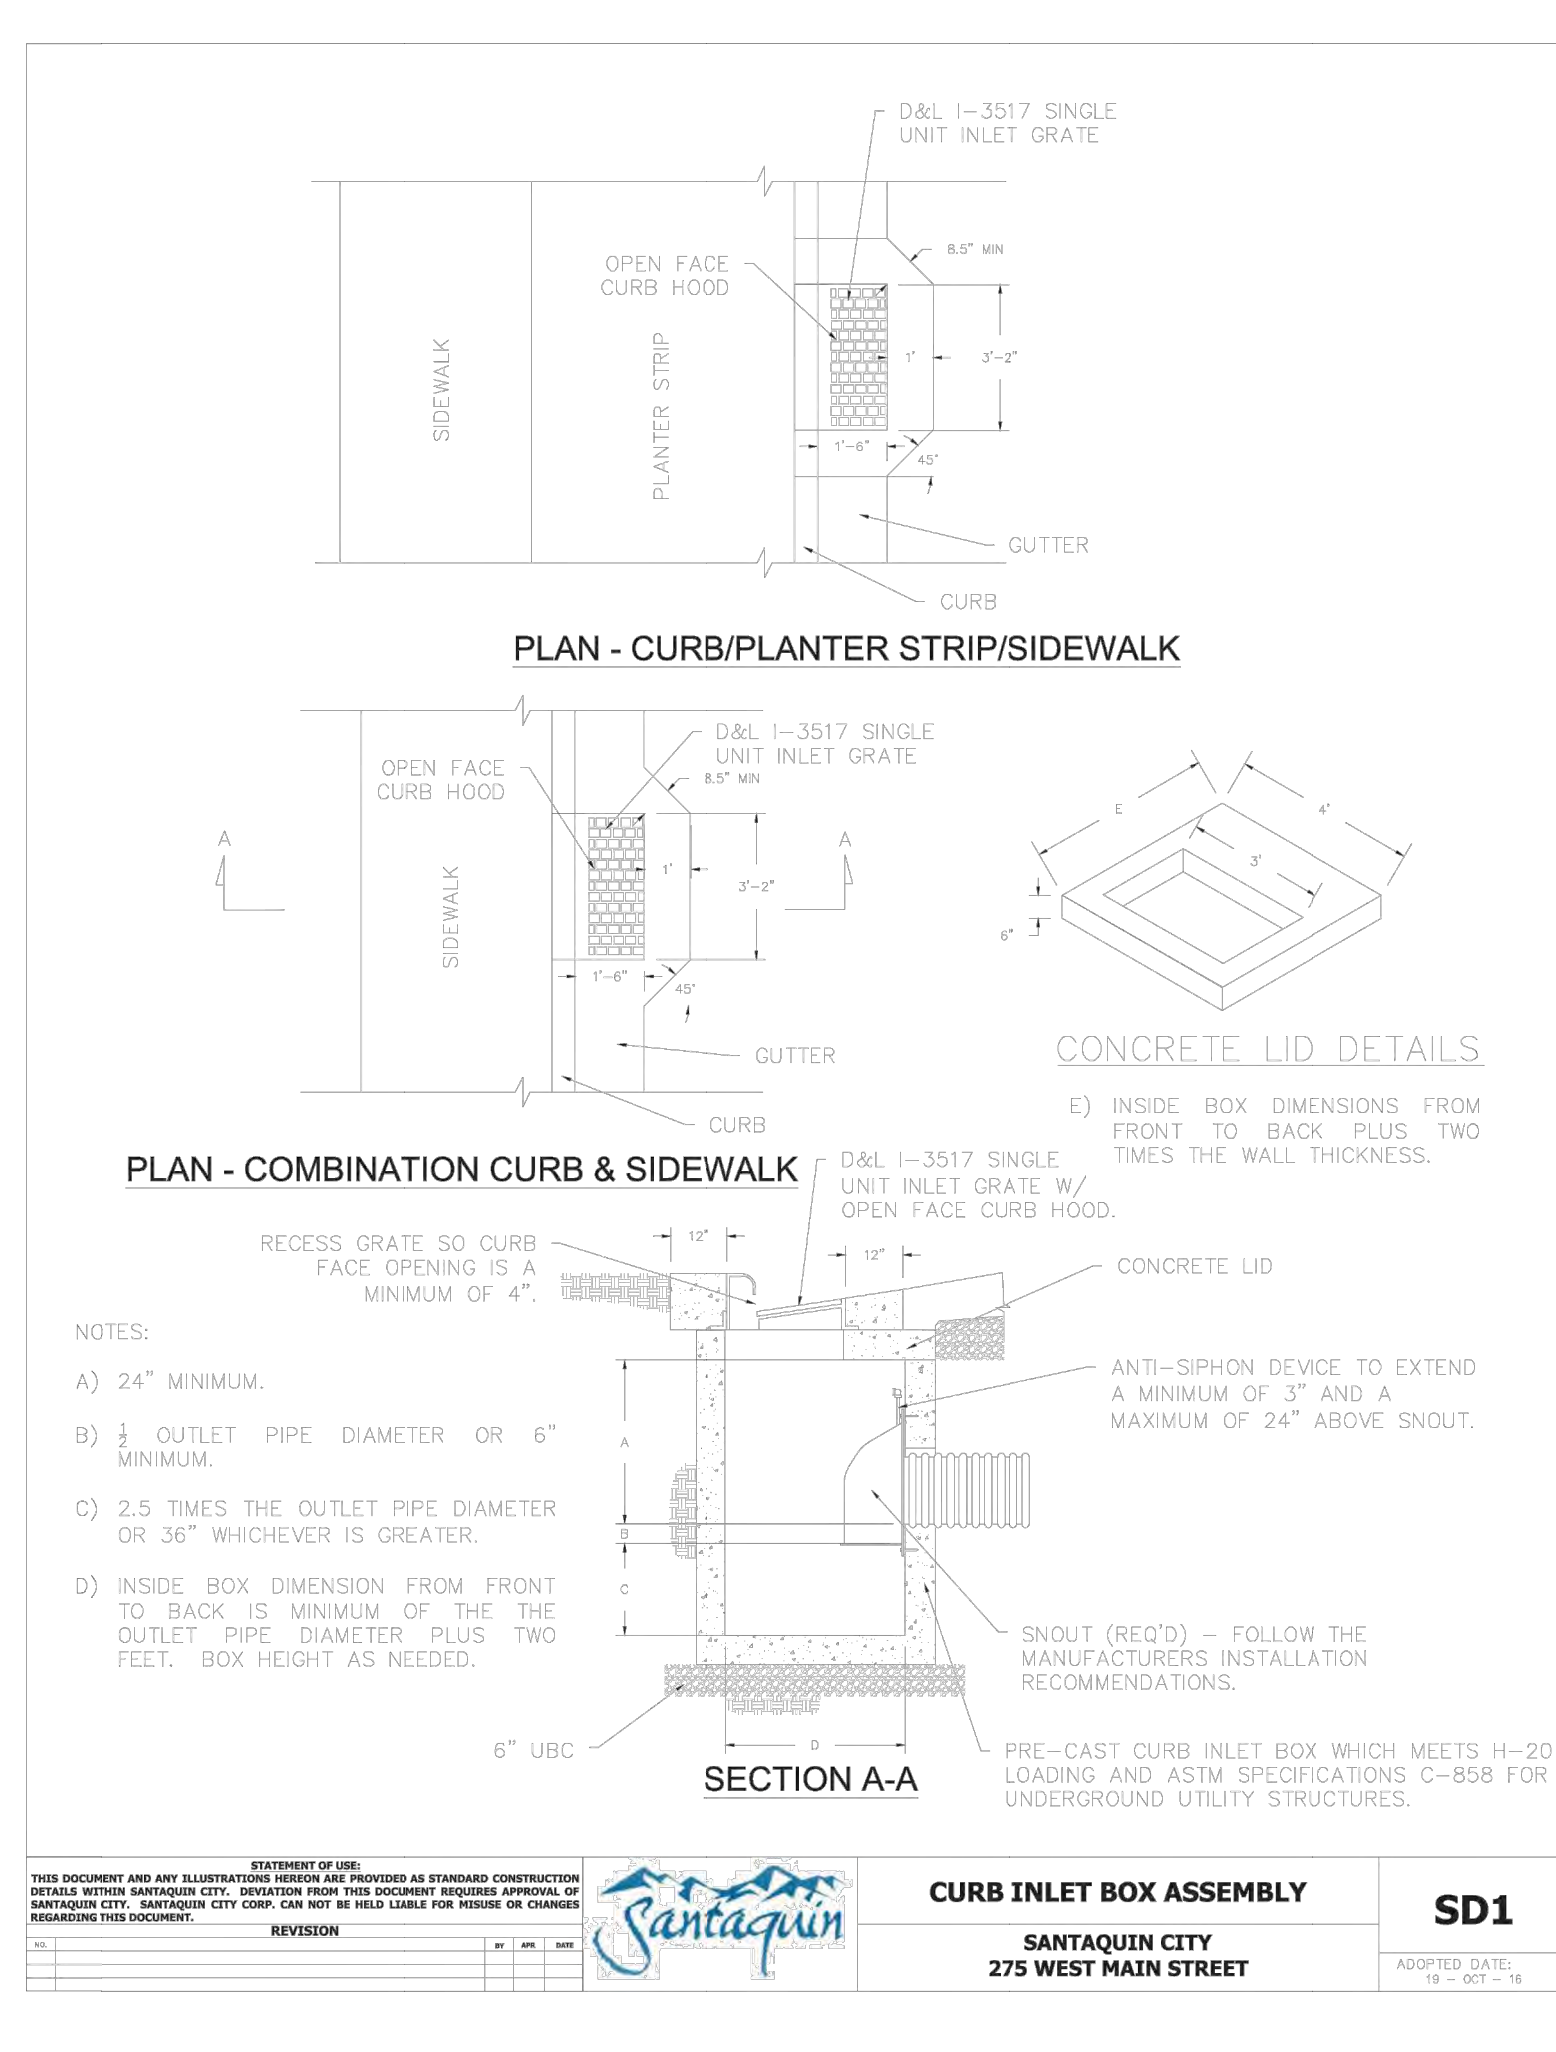 D&L I-3517 SINGLE
UNIT INLET GRATE
8.5" MIN
OPEN FACE
CURB HOOD
SIDEWALK
PLANTER STRIP
1'
3'-2"
1'-6"
45°
GUTTER
CURB
PLAN - CURB/PLANTER STRIP/SIDEWALK
D&L I-3517 SINGLE
UNIT INLET GRATE
OPEN FACE
CURB HOOD
8.5" MIN
A
A
SIDEWALK
1'
3'-2"
1'-6"
45°
GUTTER
CURB
PLAN - COMBINATION CURB & SIDEWALK
E
4'
3'
6"
CONCRETE LID DETAILS
E) INSIDE BOX DIMENSIONS FROM
FRONT TO BACK PLUS TWO
TIMES THE WALL THICKNESS.
D&L I-3517 SINGLE
UNIT INLET GRATE W/
OPEN FACE CURB HOOD.
RECESS GRATE SO CURB
FACE OPENING IS A
MINIMUM OF 4".
12"
12"
CONCRETE LID
NOTES:
A) 24" MINIMUM.
B) ½ OUTLET PIPE DIAMETER OR 6"
MINIMUM.
C) 2.5 TIMES THE OUTLET PIPE DIAMETER
OR 36" WHICHEVER IS GREATER.
D) INSIDE BOX DIMENSION FROM FRONT
TO BACK IS MINIMUM OF THE THE
OUTLET PIPE DIAMETER PLUS TWO
FEET. BOX HEIGHT AS NEEDED.
ANTI-SIPHON DEVICE TO EXTEND
A MINIMUM OF 3" AND A
MAXIMUM OF 24" ABOVE SNOUT.
A
B
C
SNOUT (REQ'D) - FOLLOW THE
MANUFACTURERS INSTALLATION
RECOMMENDATIONS.
6" UBC
D
PRE-CAST CURB INLET BOX WHICH MEETS H-20
LOADING AND ASTM SPECIFICATIONS C-858 FOR
UNDERGROUND UTILITY STRUCTURES.
SECTION A-A
STATEMENT OF USE:
THIS DOCUMENT AND ANY ILLUSTRATIONS HEREON ARE PROVIDED AS STANDARD CONSTRUCTION
DETAILS WITHIN SANTAQUIN CITY. DEVIATION FROM THIS DOCUMENT REQUIRES APPROVAL OF
SANTAQUIN CITY. SANTAQUIN CITY CORP. CAN NOT BE HELD LIABLE FOR MISUSE OR CHANGES
REGARDING THIS DOCUMENT.
REVISION
NO. BY APR DATE
Santaquin
CURB INLET BOX ASSEMBLY
SANTAQUIN CITY
275 WEST MAIN STREET
SD1
ADOPTED DATE:
19 - OCT - 16